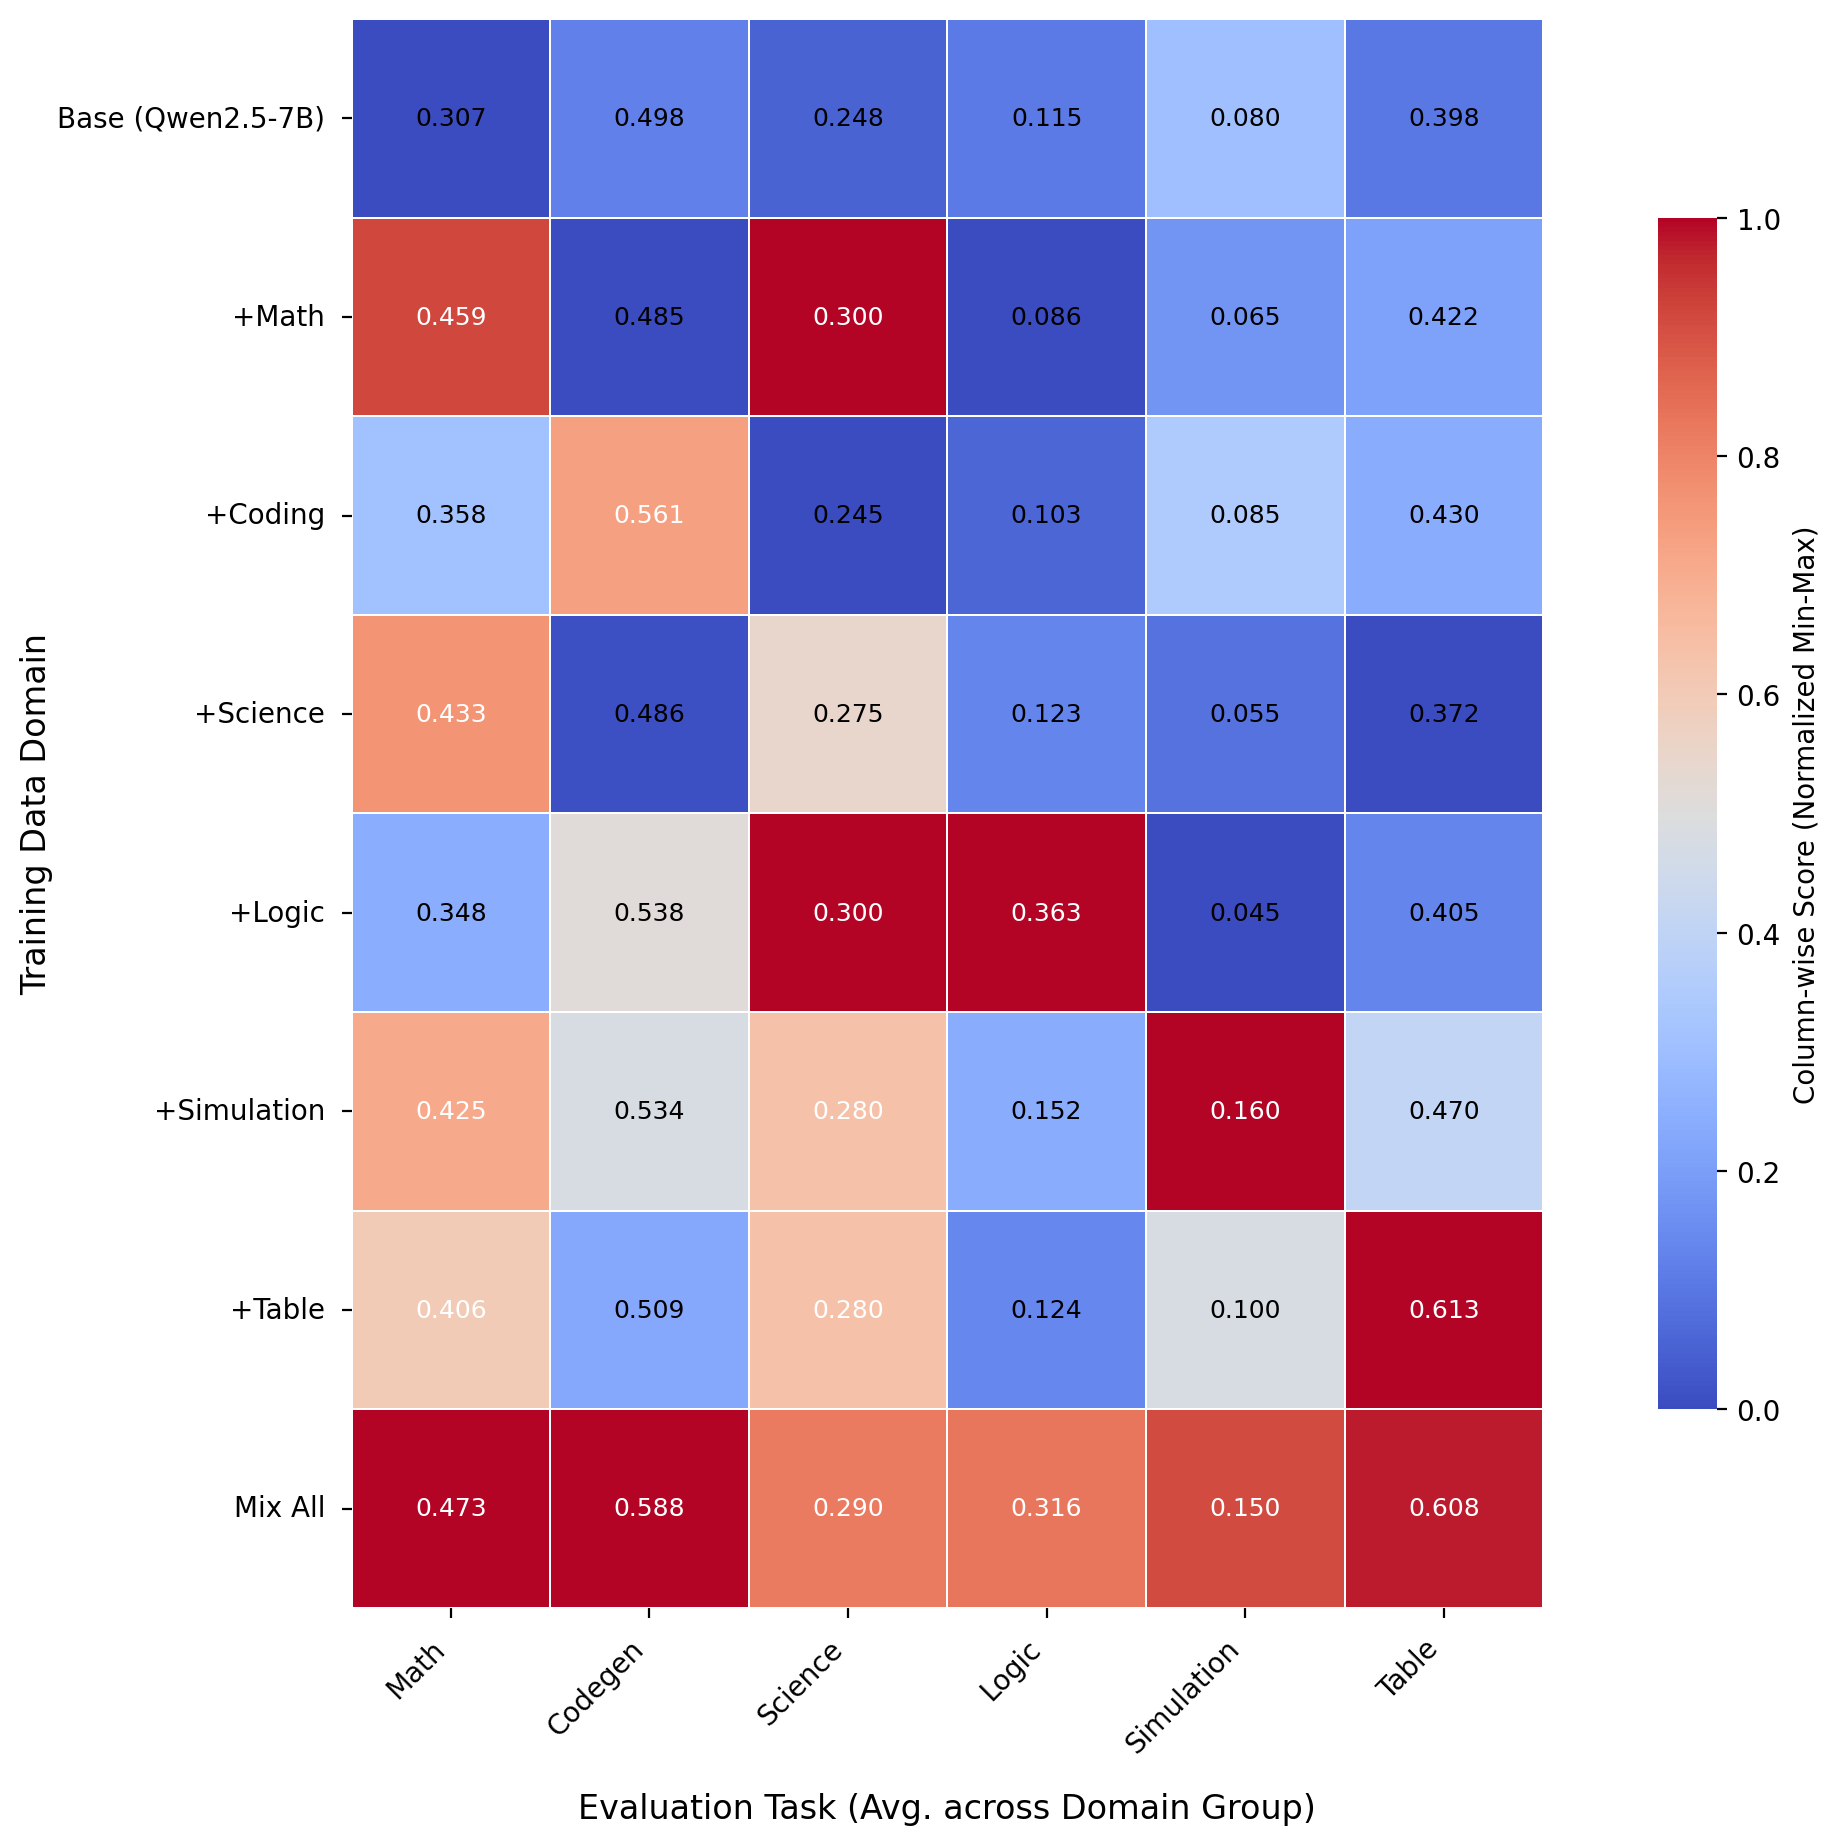 Base (Qwen2.5-7B) 0.307 0.498 0.248 0.115 0.080 0.398
+Math 0.459 0.485 0.300 0.086 0.065 0.422
+Coding 0.358 0.561 0.245 0.103 0.085 0.430
+Science 0.433 0.486 0.275 0.123 0.055 0.372
+Logic 0.348 0.538 0.300 0.363 0.045 0.405
+Simulation 0.425 0.534 0.280 0.152 0.160 0.470
+Table 0.406 0.509 0.280 0.124 0.100 0.613
Mix All 0.473 0.588 0.290 0.316 0.150 0.608
Math Codegen Science Logic Simulation Table
Evaluation Task (Avg. across Domain Group)
Training Data Domain
1.0
0.8
0.6
0.4
0.2
0.0
Column-wise Score (Normalized Min-Max)